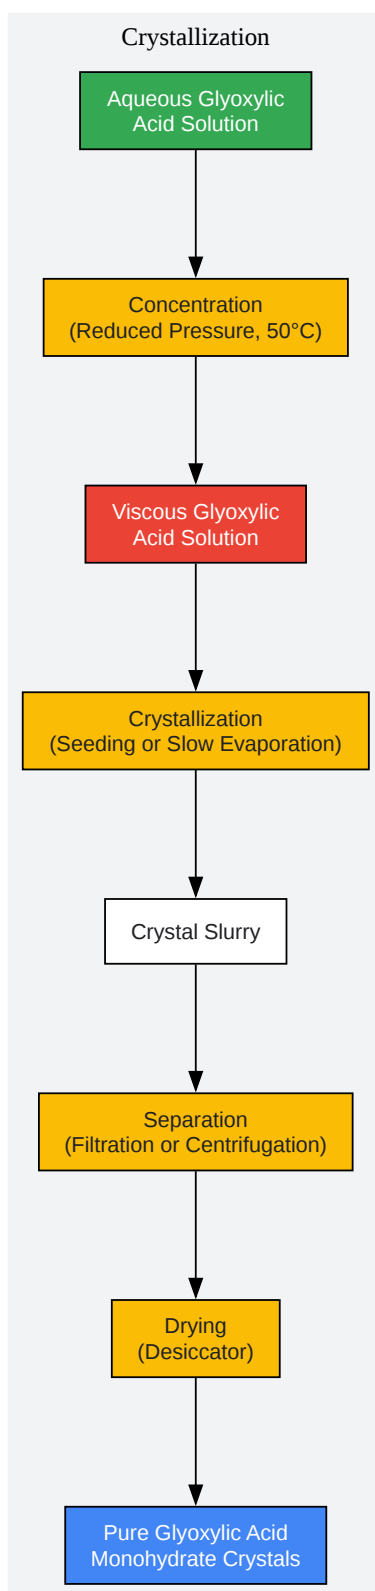 Crystallization
Aqueous Glyoxylic
Acid Solution
Concentration
(Reduced Pressure, 50°C)
Viscous Glyoxylic
Acid Solution
Crystallization
(Seeding or Slow Evaporation)
Crystal Slurry
Separation
(Filtration or Centrifugation)
Drying
(Desiccator)
Pure Glyoxylic Acid
Monohydrate Crystals